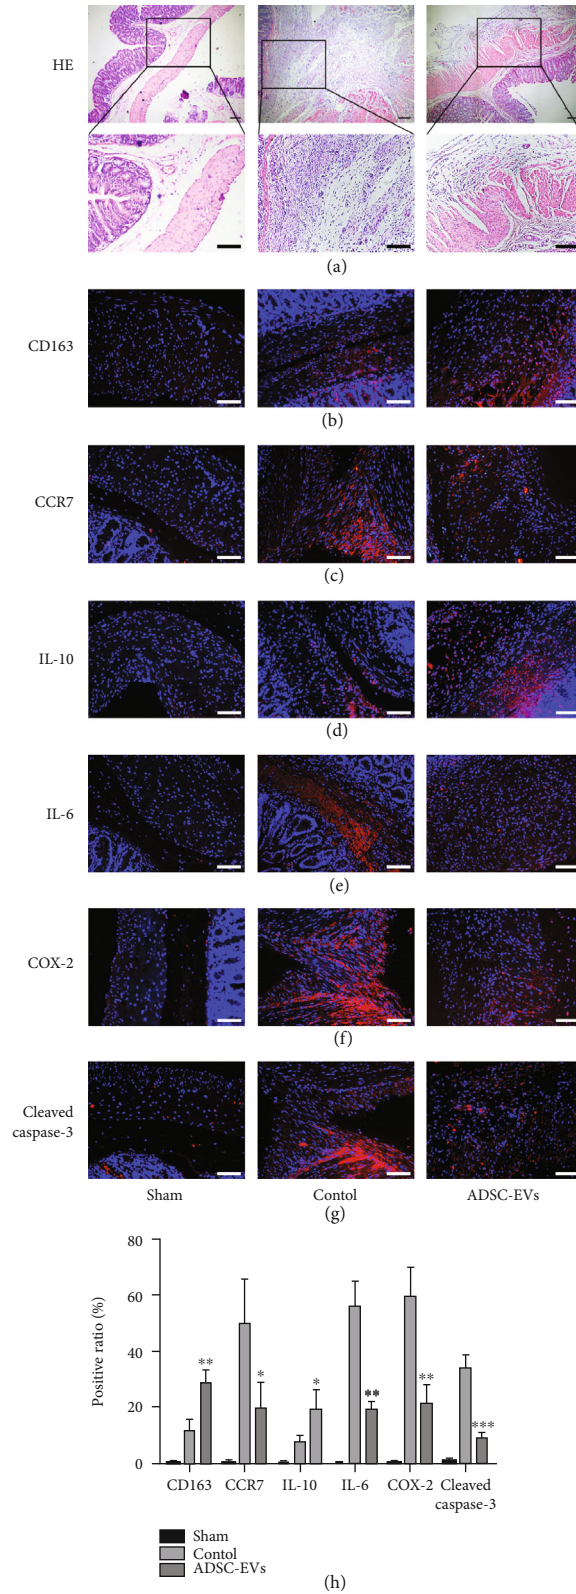 HE
(a)
CD163
(b)
CCR7
(c)
IL-10
(d)
IL-6
(e)
COX-2
(f)
Cleaved
caspase-3
Sham
Contol
ADSC-EVs
(g)
80
60
40
20
0
Positive ratio (%)
**
*
*
**
**
***
CD163
CCR7
IL-10
IL-6
COX-2
Cleaved
caspase-3
Sham
Contol
ADSC-EVs
(h)